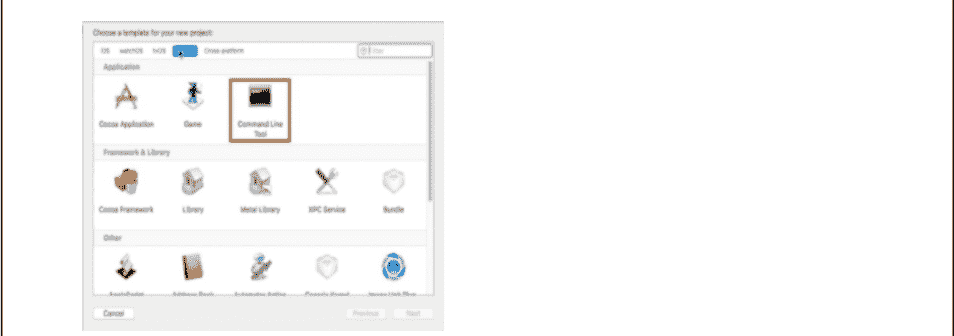 Choose a template for your new project:
iOS watchOS tvOS Cross-platform
Application
Cocoa Application Game Command Line
Tool
Framework & Library
Cocoa Framework Library Metal Library XPC Service Bundle
Other
Cancel Previous Next